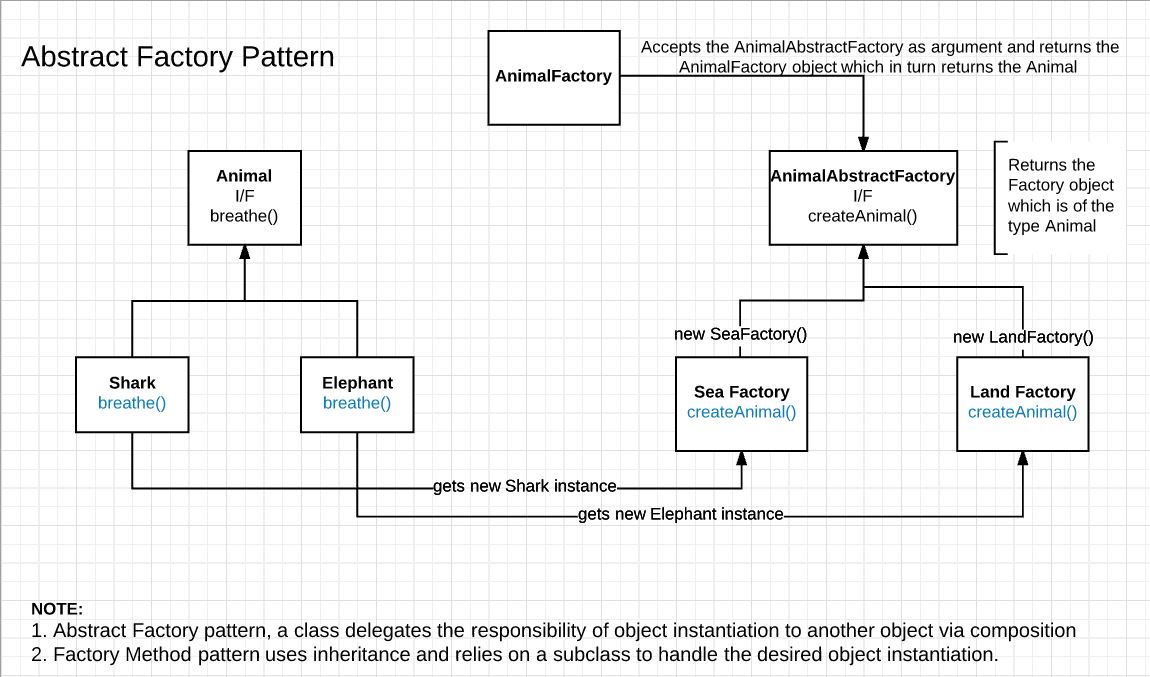 Abstract Factory Pattern
AnimalFactory
Accepts the AnimalAbstractFactory as argument and returns the
AnimalFactory object which in turn returns the Animal
Animal
I/F
breathe()
AnimalAbstractFactory
I/F
createAnimal()
Returns the
Factory object
which is of the
type Animal
new SeaFactory()
new LandFactory()
Shark
breathe()
Elephant
breathe()
Sea Factory
createAnimal()
Land Factory
createAnimal()
gets new Shark instance
gets new Elephant instance
NOTE:
1. Abstract Factory pattern, a class delegates the responsibility of object instantiation to another object via composition
2. Factory Method pattern uses inheritance and relies on a subclass to handle the desired object instantiation.